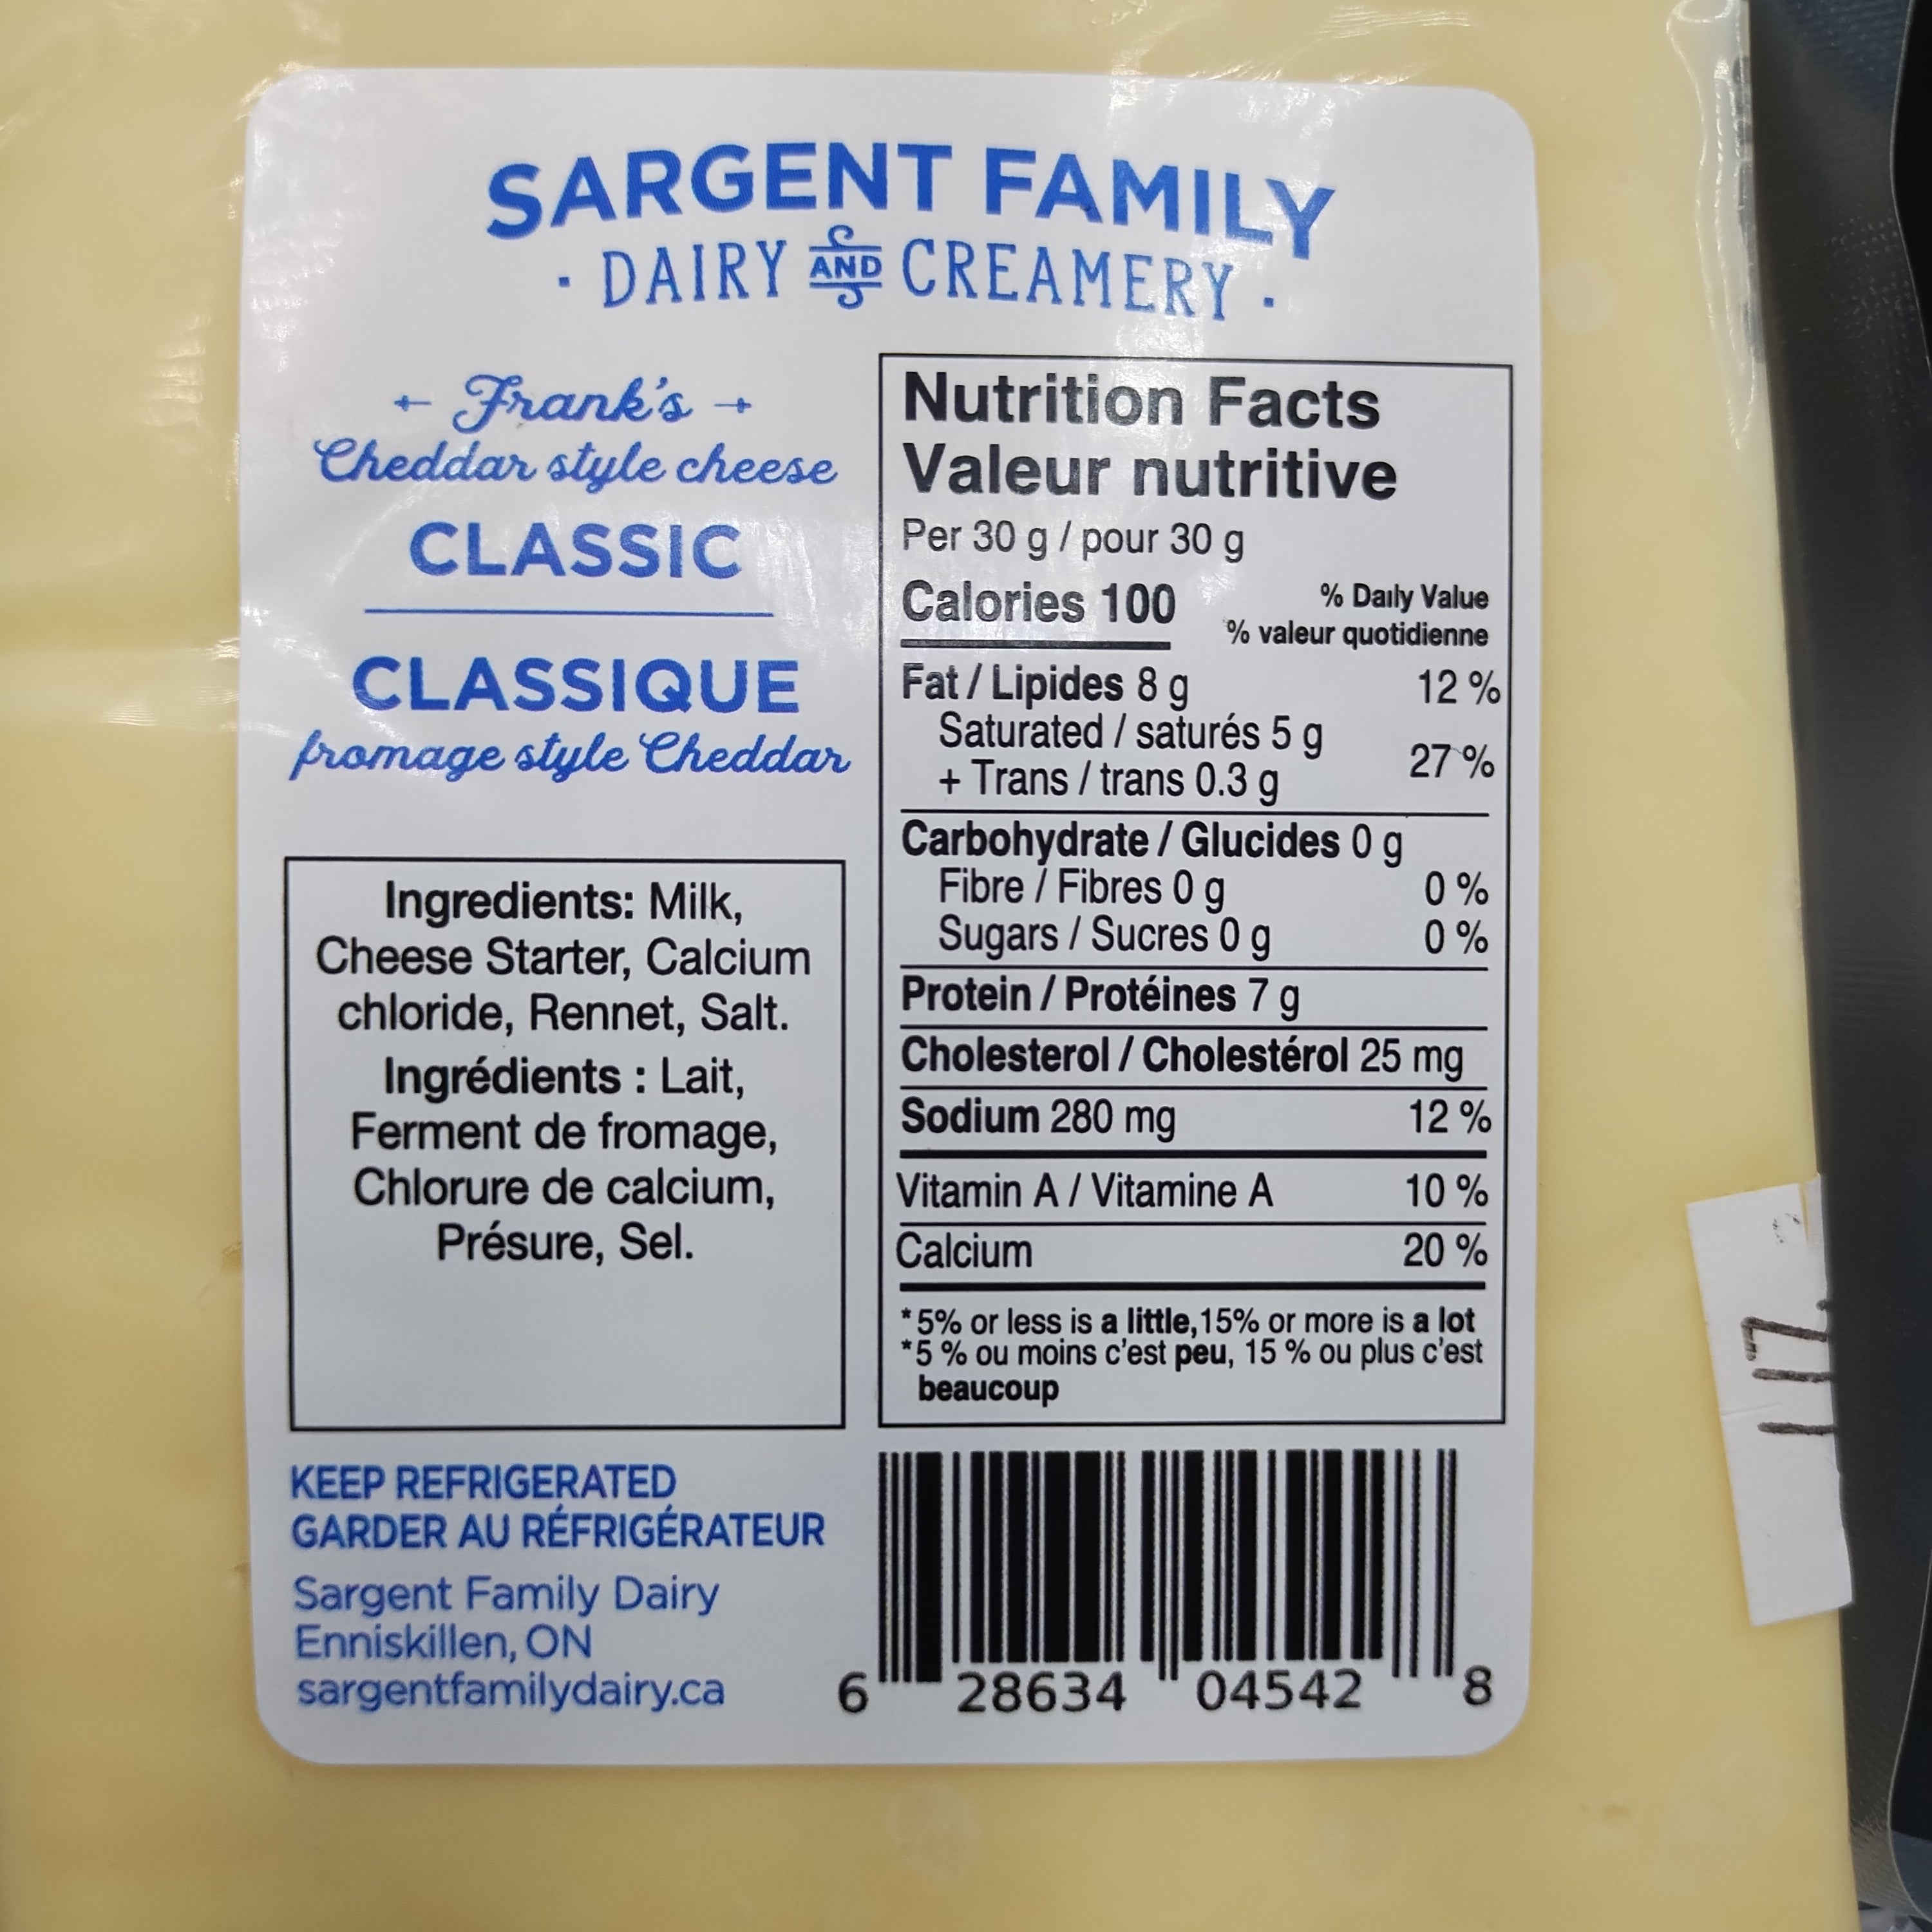 SARGENT FAMILY
· DAIRY AND CREAMERY ·
Frank's
Cheddar style cheese
CLASSIC
CLASSIQUE
fromage style Cheddar
Ingredients: Milk,
Cheese Starter, Calcium
chloride, Rennet, Salt.
Ingrédients : Lait,
Ferment de fromage,
Chlorure de calcium,
Présure, Sel.
KEEP REFRIGERATED
GARDER AU RÉFRIGÉRATEUR
Sargent Family Dairy
Enniskillen, ON
sargentfamilydairy.ca
Nutrition Facts
Valeur nutritive
Per 30 g / pour 30 g
Calories 100
% Daily Value
% valeur quotidienne
Fat / Lipides 8 g 12 %
Saturated / saturés 5 g
+ Trans / trans 0.3 g 27 %
Carbohydrate / Glucides 0 g
Fibre / Fibres 0 g 0 %
Sugars / Sucres 0 g 0 %
Protein / Protéines 7 g
Cholesterol / Cholestérol 25 mg
Sodium 280 mg 12 %
Vitamin A / Vitamine A 10 %
Calcium 20 %
*5% or less is a little,15% or more is a lot
*5 % ou moins c'est peu, 15 % ou plus c'est
beaucoup
6 28634 04542 8